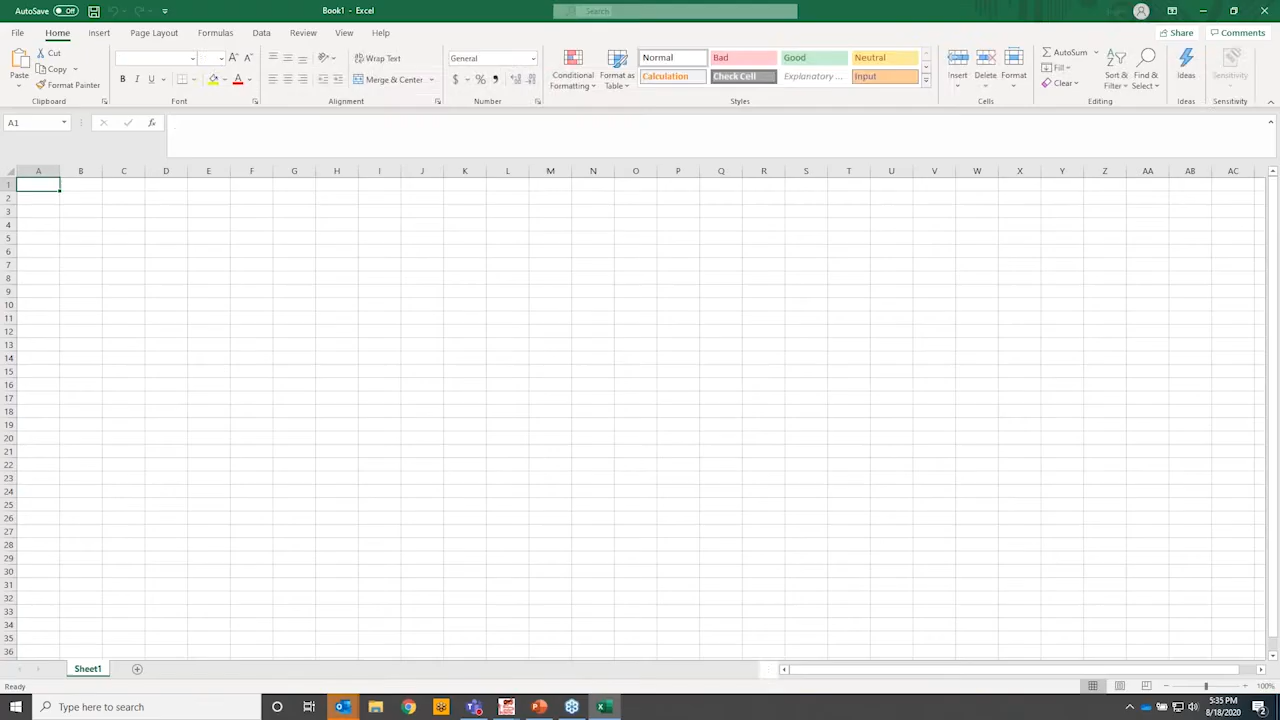 AutoSave Off Book1 - Excel Search
File Home Insert Page Layout Formulas Data Review View Help Share Comments
Paste Cut Copy Format Painter
Clipboard
B I U A
Font
Wrap Text
Merge & Center
Alignment
General
$ % ,
Number
Conditional Formatting Format as Table
Normal Bad Good Neutral
Calculation Check Cell Explanatory ... Input
Styles
Insert Delete Format
Cells
AutoSum
Fill
Clear
Sort & Filter Find & Select
Editing
Ideas
Ideas
Sensitivity
Sensitivity
A1 fx
A B C D E F G H I J K L M N O P Q R S T U V W X Y Z AA AB AC
1
2
3
4
5
6
7
8
9
10
11
12
13
14
15
16
17
18
19
20
21
22
23
24
25
26
27
28
29
30
31
32
33
34
35
36
Sheet1
Ready 100%
Type here to search
5:35 PM
8/18/2020
2